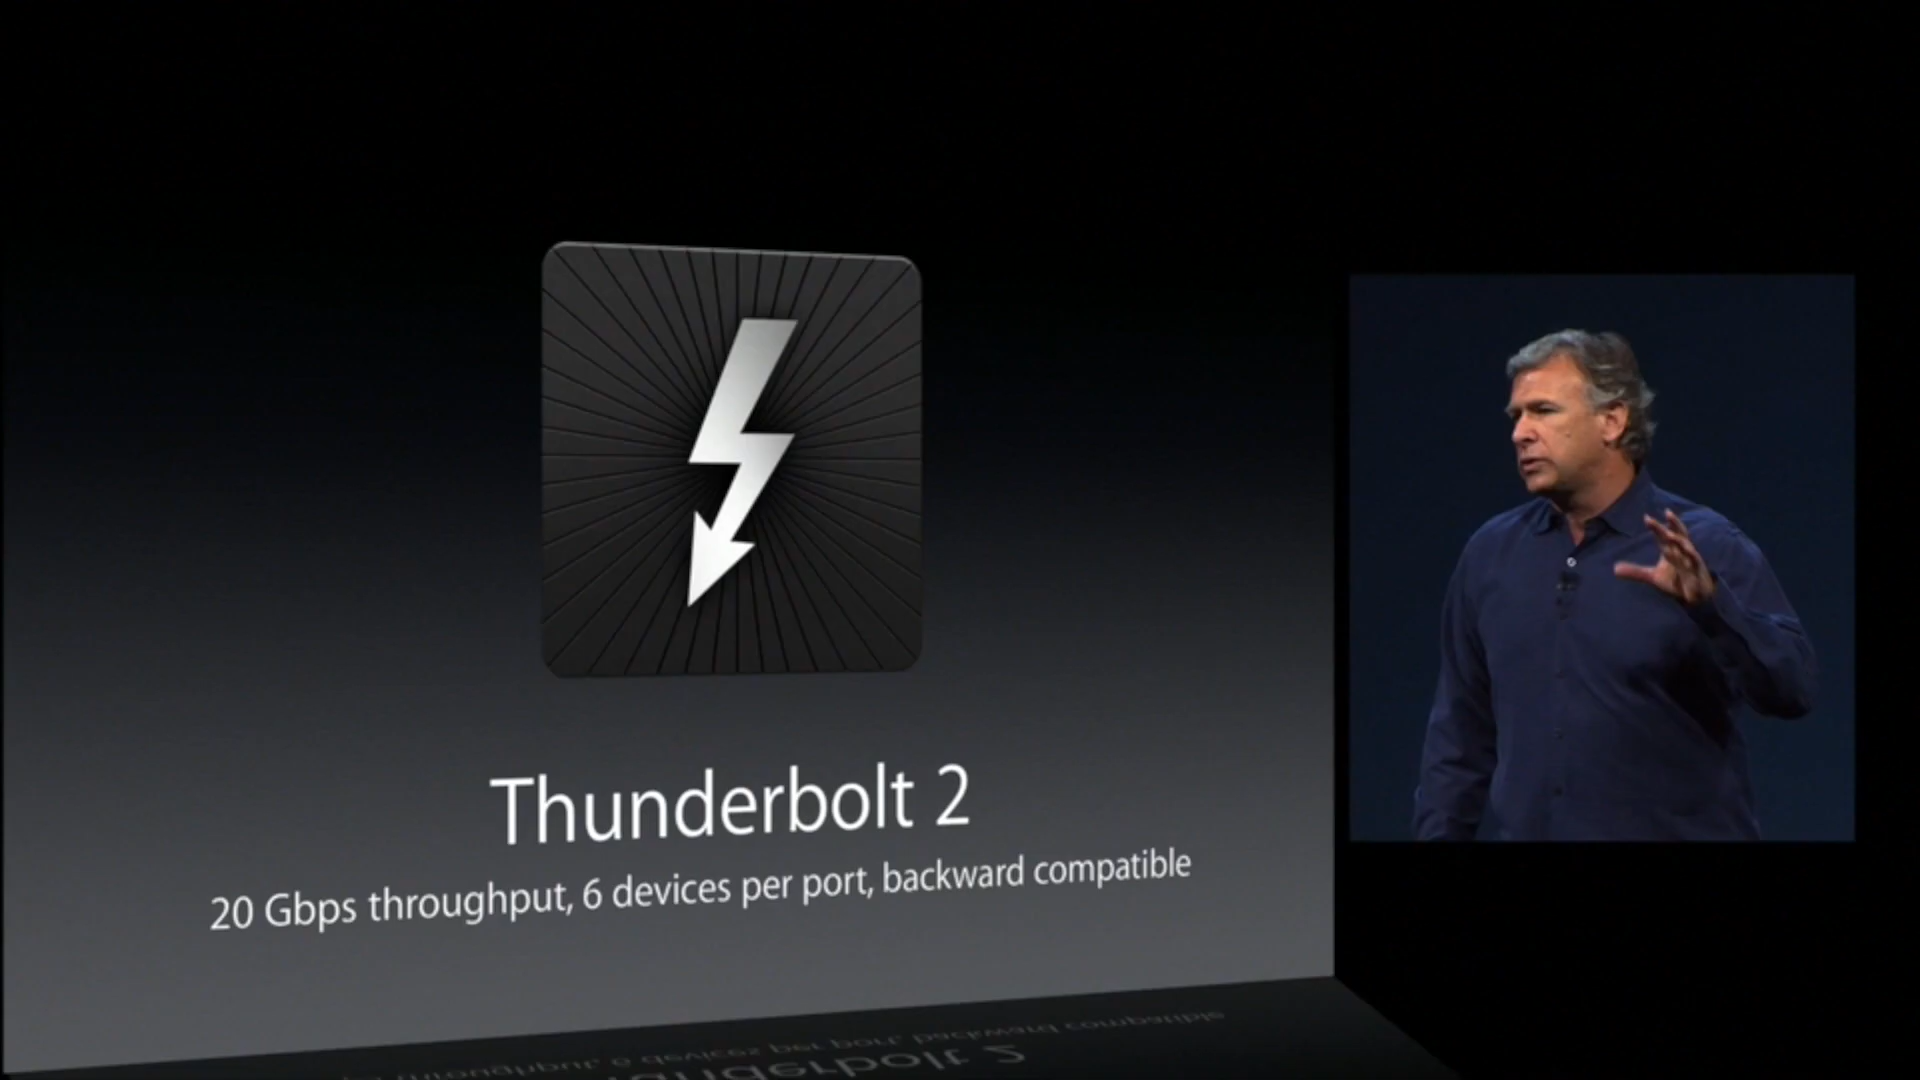 Thunderbolt 2
20 Gbps throughput, 6 devices per port, backward compatible